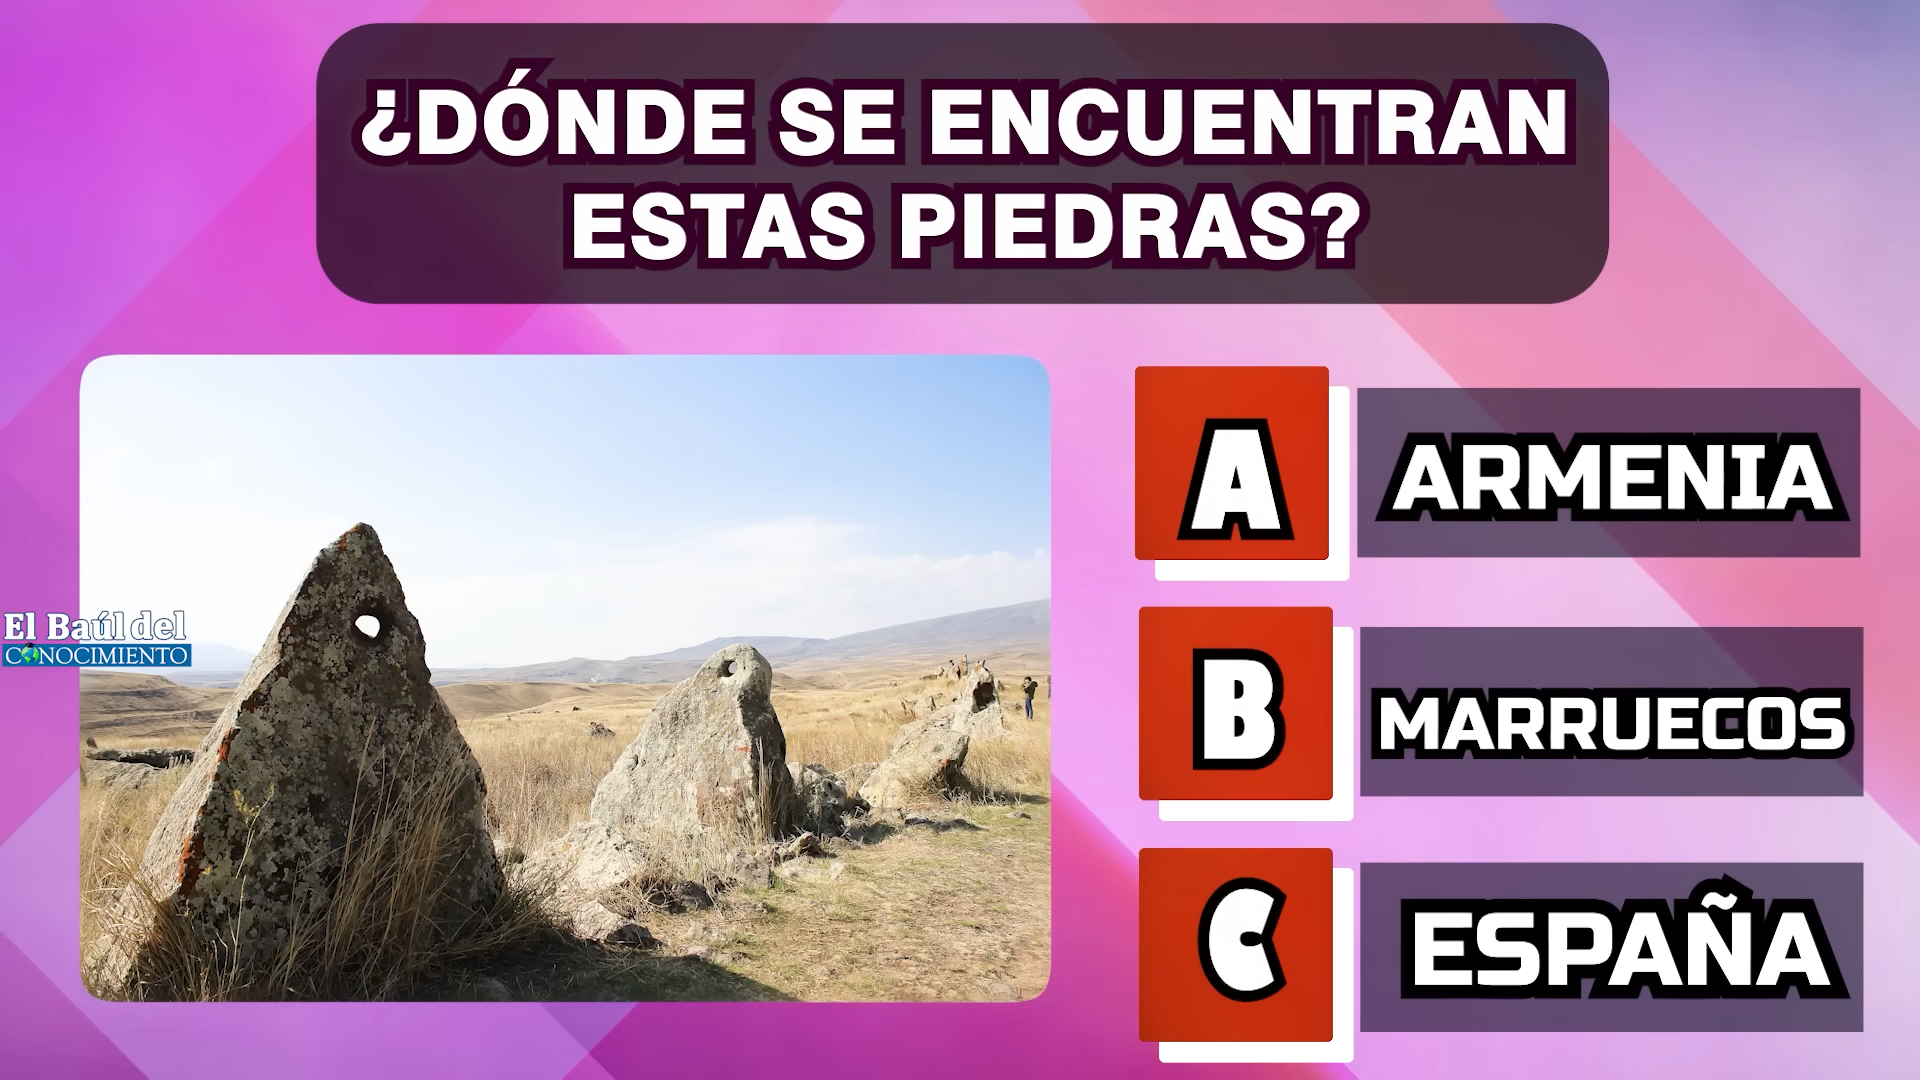 ¿DÓNDE SE ENCUENTRAN
ESTAS PIEDRAS?
El Baúl del
CONOCIMIENTO
A ARMENIA
B MARRUECOS
C ESPAÑA